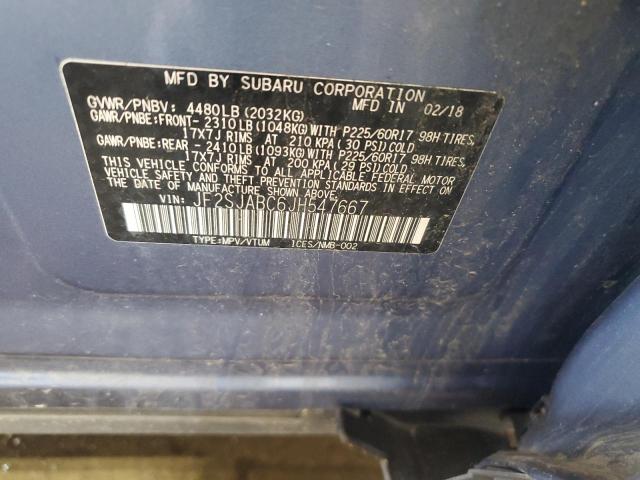 MFD BY SUBARU CORPORATION
GVWR/PNBV: 4480LB(2032KG) MFD IN 02/18
GAWR/PNBE:FRONT- 2310LB(1048KG)WITH P225/60R17 98H TIRES,
17X7J RIMS AT 210 KPA(30 PSI)COLD
GAWR/PNBE:REAR - 2410LB(1093KG)WITH P225/60R17 98H TIRES,
17X7J RIMS AT 200 KPA(29 PSI)COLD
THIS VEHICLE CONFORMS TO ALL APPLICABLE FEDERAL MOTOR
VEHICLE SAFETY AND BUMPER STANDARDS IN EFFECT ON
THE DATE OF MANUFACTURE SHOWN ABOVE.
VIN: JF2SJABC6JH547667
TYPE:MPV/VTUM ICES/NMB-002